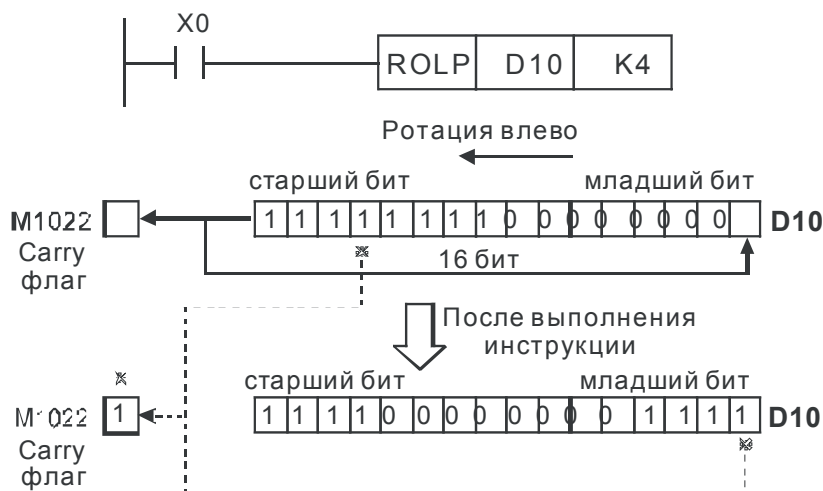 X0
ROLP D10 K4
Ротация влево
старший бит младший бит
M1022 1 1 1 1 1 1 1 1 0 0 0 0 0 0 0 0 D10
Carry
флаг
16 бит
После выполнения
инструкции
старший бит младший бит
M1022 1 1 1 1 1 0 0 0 0 0 0 0 0 1 1 1 1 D10
Carry
флаг